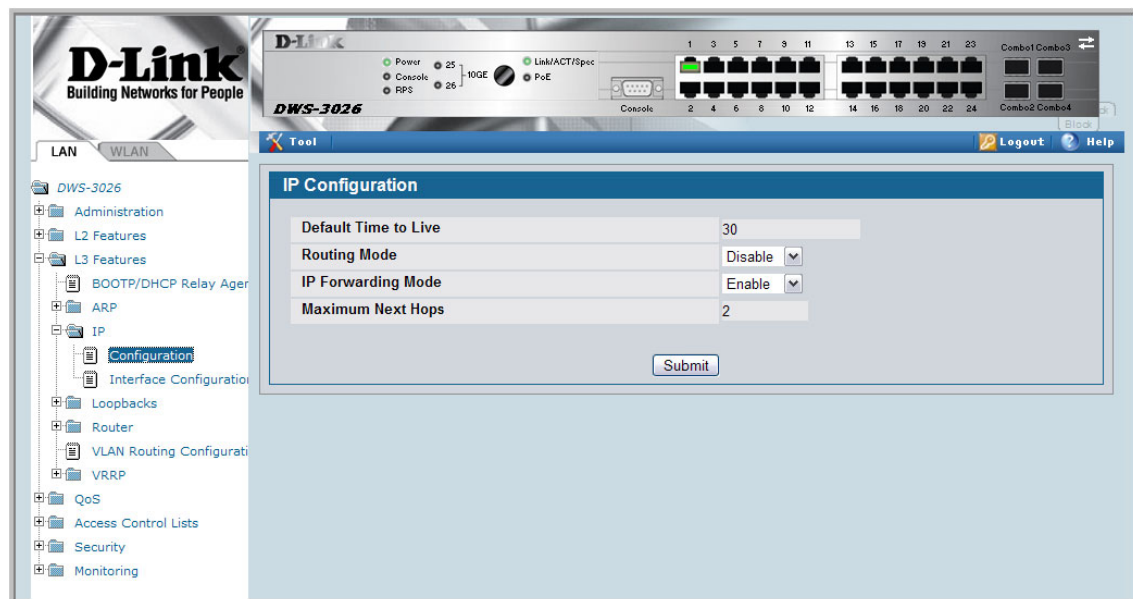 D-Link
Building Networks for People
D-Link
Power
Console
RPS
25
26
10GE
Link/ACT/Spec
PoE
DWS-3026
Console
1 3 5 7 9 11 13 15 17 19 21 23
2 4 6 8 10 12 14 16 18 20 22 24
Combo1 Combo3
Combo2 Combo4
Block
Tool
Logout
Help
LAN
WLAN
DWS-3026
Administration
L2 Features
L3 Features
BOOTP/DHCP Relay Agen
ARP
IP
Configuration
Interface Configuration
Loopbacks
Router
VLAN Routing Configurati
VRRP
QoS
Access Control Lists
Security
Monitoring
IP Configuration
Default Time to Live 30
Routing Mode Disable
IP Forwarding Mode Enable
Maximum Next Hops 2
Submit